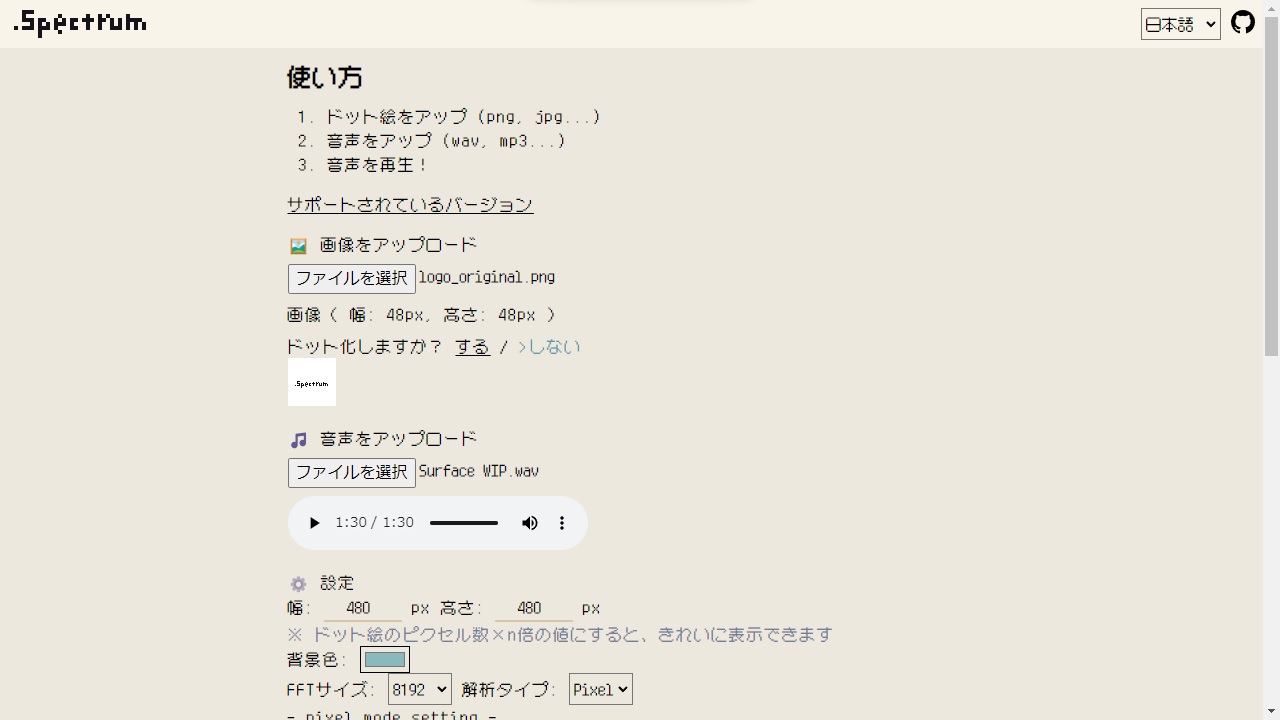 .Spectrum
日本語
使い方
1. ドット絵をアップ (png, jpg...)
2. 音声をアップ (wav, mp3...)
3. 音声を再生！
サポートされているバージョン
画像をアップロード
ファイルを選択 logo_original.png
画像 ( 幅: 48px, 高さ: 48px )
ドット化しますか？ する / >しない
.Spectrum
音声をアップロード
ファイルを選択 Surface WIP.wav
1:30 / 1:30
設定
幅: 480 px 高さ: 480 px
※ ドット絵のピクセル数×n倍の値にすると、きれいに表示できます
背景色:
FFTサイズ: 8192 解析タイプ: Pixel
- pixel mode setting -